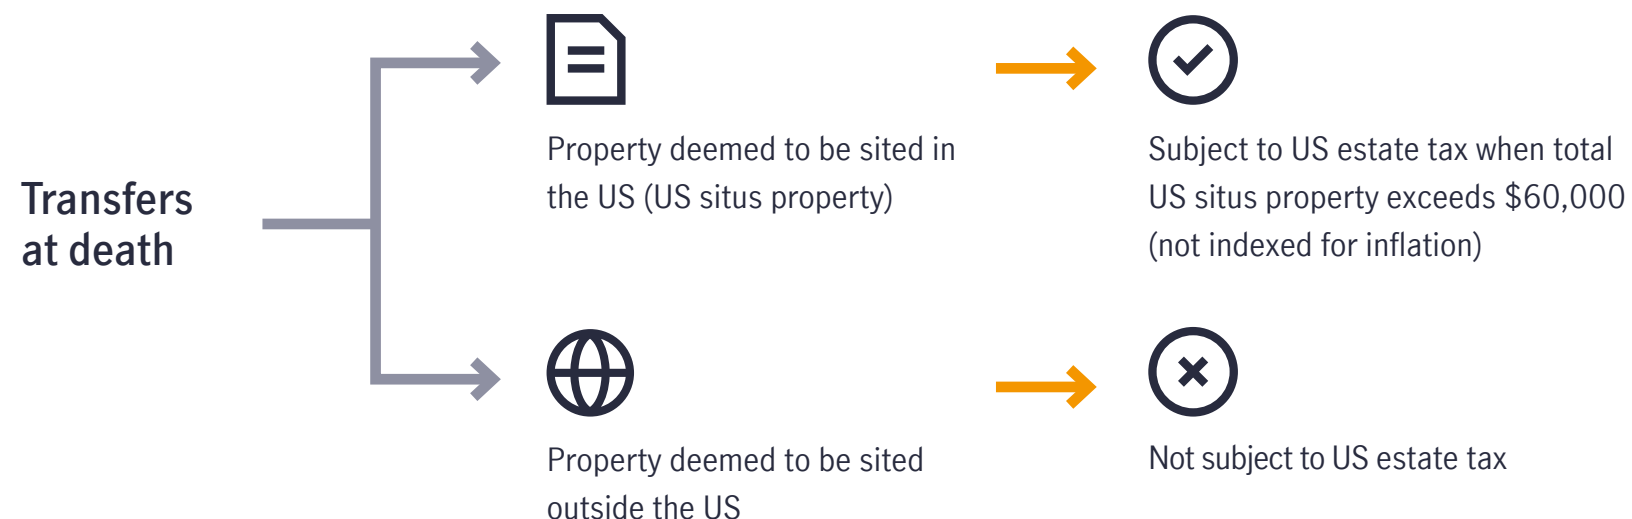 Transfers
at death
Property deemed to be sited in
the US (US situs property)
Subject to US estate tax when total
US situs property exceeds $60,000
(not indexed for inflation)
Property deemed to be sited
outside the US
Not subject to US estate tax